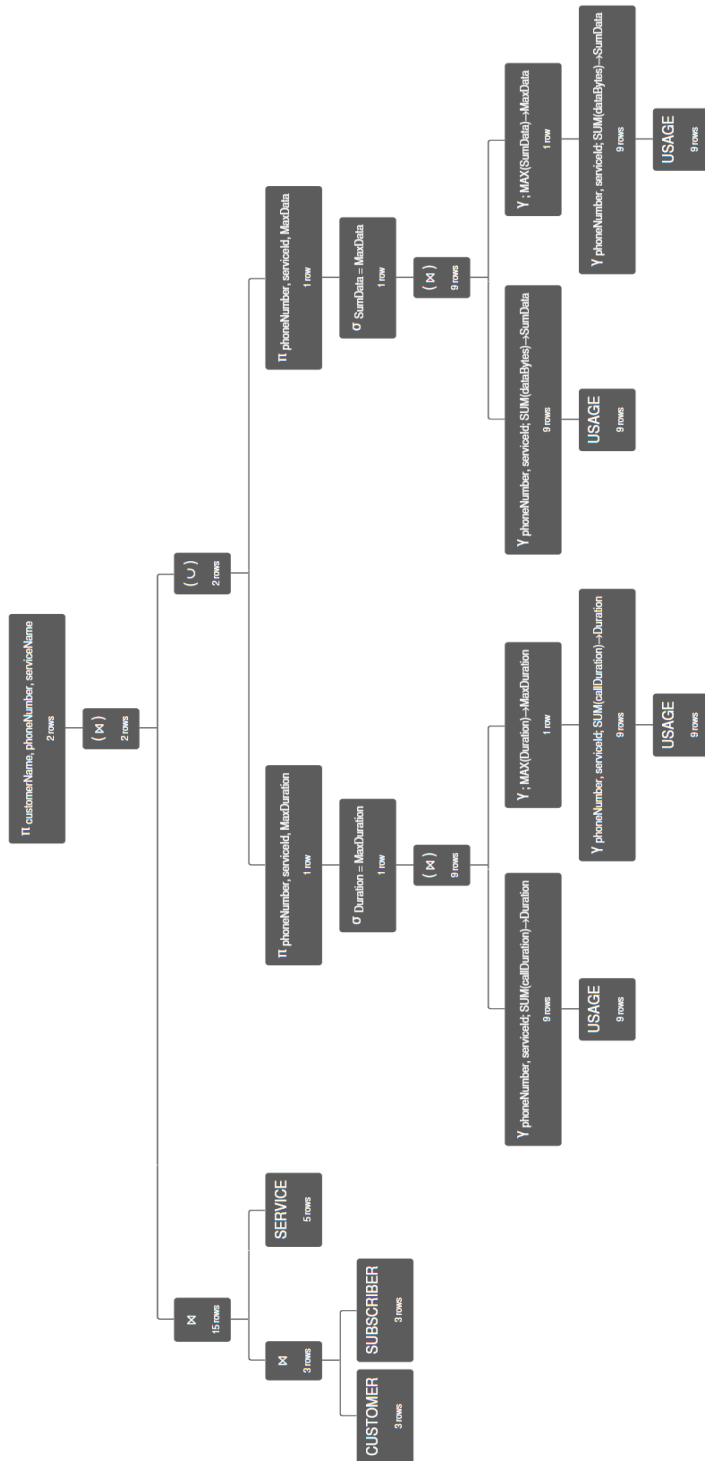 π customerName, phoneNumber, serviceName
2 rows
( ⋈ )
2 rows
⋈
15 rows
( ∪ )
2 rows
⋈
3 rows
SERVICE
5 rows
π phoneNumber, serviceId, MaxDuration
1 row
π phoneNumber, serviceId, MaxData
1 row
CUSTOMER
3 rows
SUBSCRIBER
3 rows
σ Duration = MaxDuration
1 row
σ SumData = MaxData
1 row
( ⋈ )
9 rows
( ⋈ )
9 rows
γ phoneNumber, serviceId; SUM(callDuration)→Duration
9 rows
γ ; MAX(Duration)→MaxDuration
1 row
γ phoneNumber, serviceId; SUM(dataBytes)→SumData
9 rows
γ ; MAX(SumData)→MaxData
1 row
USAGE
9 rows
γ phoneNumber, serviceId; SUM(callDuration)→Duration
9 rows
USAGE
9 rows
γ phoneNumber, serviceId; SUM(dataBytes)→SumData
9 rows
USAGE
9 rows
USAGE
9 rows